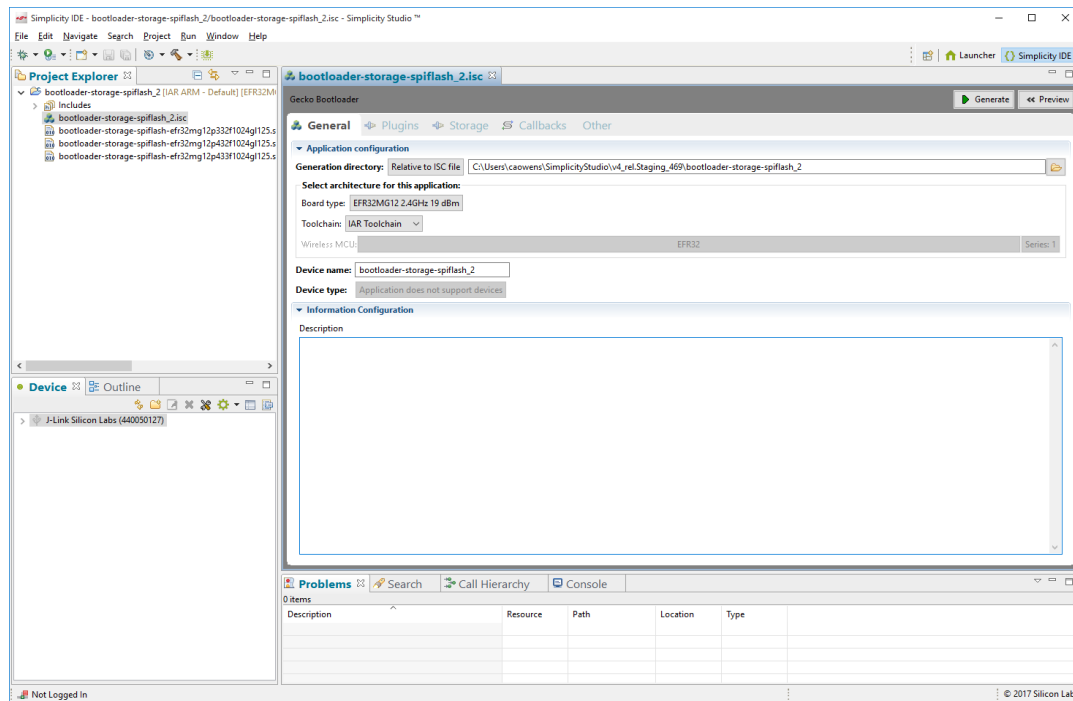 Simplicity IDE - bootloader-storage-spiflash_2/bootloader-storage-spiflash_2.isc - Simplicity Studio ™
File Edit Navigate Search Project Run Window Help
Launcher Simplicity IDE
Project Explorer
bootloader-storage-spiflash_2 [IAR ARM - Default] [EFR32M
Includes
bootloader-storage-spiflash_2.isc
bootloader-storage-spiflash-efr32mg12p332f1024gl125.s
bootloader-storage-spiflash-efr32mg12p432f1024gl125.s
bootloader-storage-spiflash-efr32mg12p433f1024gl125.s
bootloader-storage-spiflash_2.isc
Gecko Bootloader
Generate Preview
General Plugins Storage Callbacks Other
Application configuration
Generation directory: Relative to ISC file C:\Users\caowens\SimplicityStudio\v4_rel.Staging_469\bootloader-storage-spiflash_2
Select architecture for this application:
Board type: EFR32MG12 2.4GHz 19 dBm
Toolchain: IAR Toolchain
Wireless MCU: EFR32 Series: 1
Device name: bootloader-storage-spiflash_2
Device type: Application does not support devices
Information Configuration
Description
Device Outline
J-Link Silicon Labs (440050127)
Problems Search Call Hierarchy Console
0 items
Description Resource Path Location Type
Not Logged In
© 2017 Silicon Lab